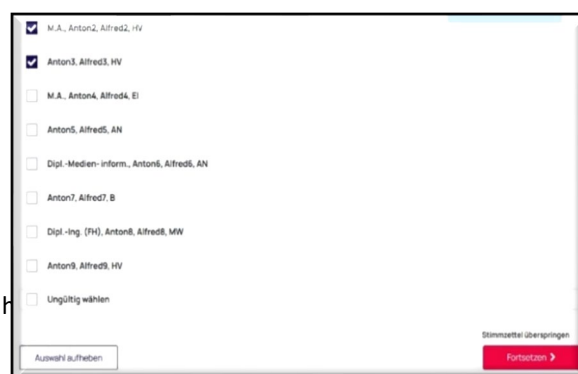 M.A., Anton2, Alfred2, HV
Anton3, Alfred3, HV
M.A., Anton4, Alfred4, EI
Anton5, Alfred5, AN
Dipl.-Medien- inform., Anton6, Alfred6, AN
Anton7, Alfred7, B
Dipl.-Ing. (FH), Anton8, Alfred8, MW
Anton9, Alfred9, HV
Ungültig wählen
h
Stimmzettel überspringen
Auswahl aufheben
Fortsetzen